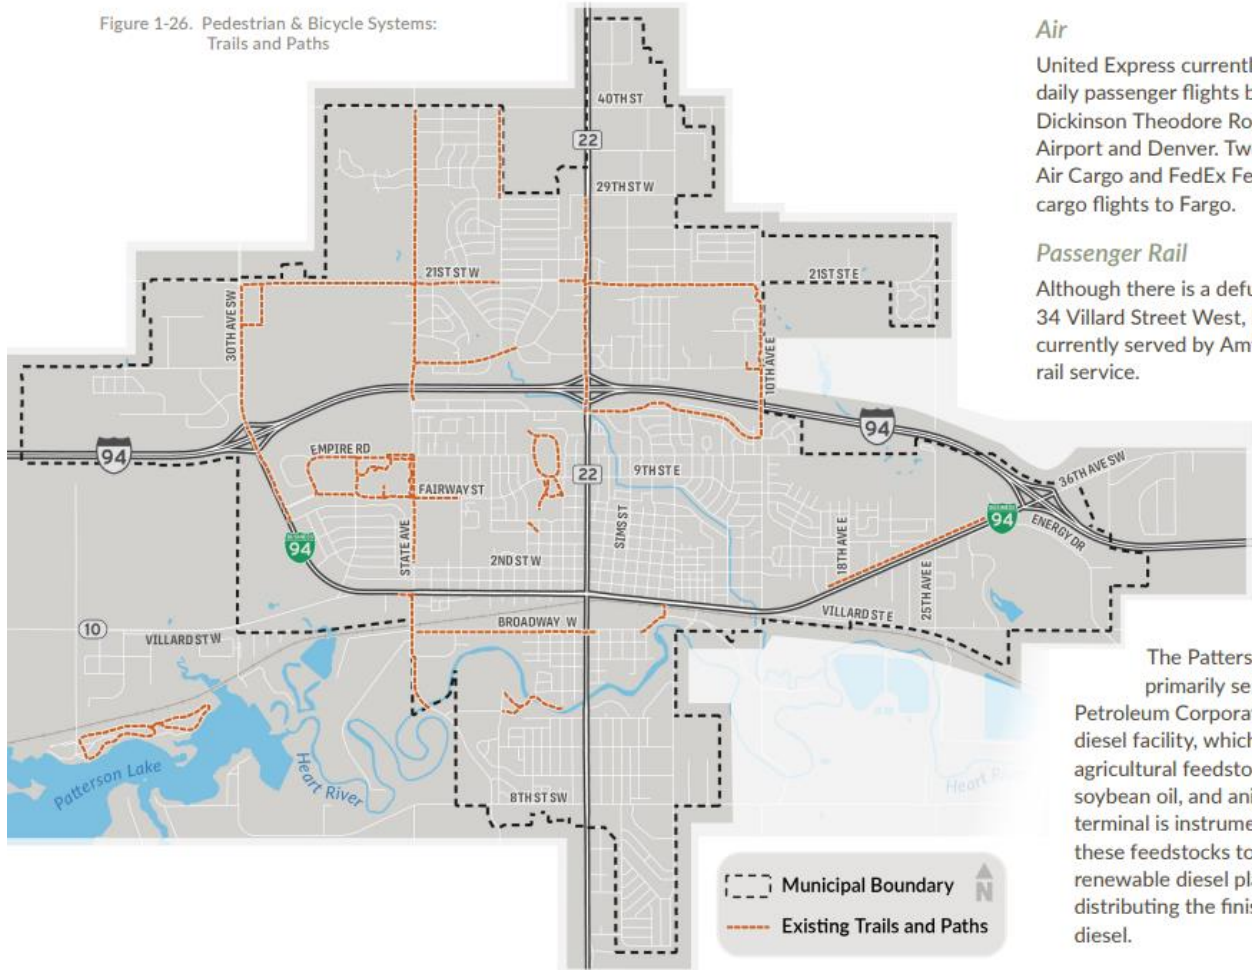 Figure 1-26. Pedestrian & Bicycle Systems:
Trails and Paths
40TH ST
22
29TH ST W
21ST ST W
21ST ST E
30TH AVE SW
10TH AVE E
94
94
EMPIRE RD
FAIRWAY ST
22
9TH ST E
36TH AVE SW
BUSINESS
94
ENERGY DR
BUSINESS
94
STATE AVE
2ND ST W
SIMS ST
18TH AVE E
25TH AVE E
VILLARD ST E
10
VILLARD ST W
BROADWAY W
Patterson Lake
Heart River
Heart R
8TH ST SW
Municipal Boundary
N
Existing Trails and Paths
Air
United Express currentl
daily passenger flights b
Dickinson Theodore Ro
Airport and Denver. Tw
Air Cargo and FedEx Fe
cargo flights to Fargo.
Passenger Rail
Although there is a defu
34 Villard Street West,
currently served by Am
rail service.
The Patters
primarily se
Petroleum Corpora
diesel facility, which
agricultural feedsto
soybean oil, and ani
terminal is instrume
these feedstocks to
renewable diesel pla
distributing the finis
diesel.